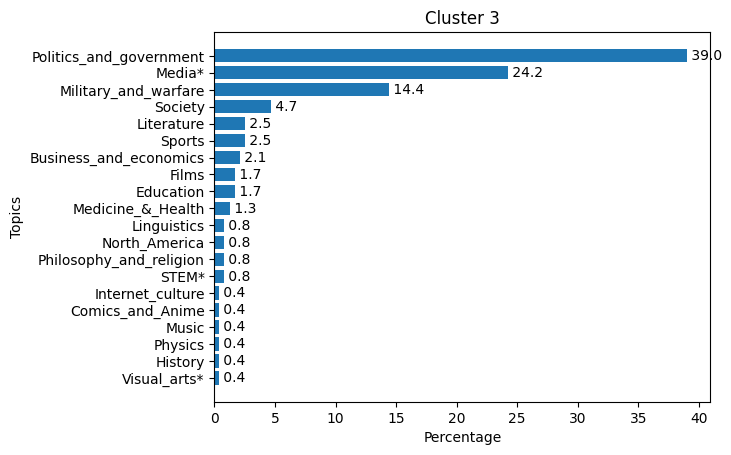 Cluster 3
Topics
Politics_and_government 39.0
Media* 24.2
Military_and_warfare 14.4
Society 4.7
Literature 2.5
Sports 2.5
Business_and_economics 2.1
Films 1.7
Education 1.7
Medicine_&_Health 1.3
Linguistics 0.8
North_America 0.8
Philosophy_and_religion 0.8
STEM* 0.8
Internet_culture 0.4
Comics_and_Anime 0.4
Music 0.4
Physics 0.4
History 0.4
Visual_arts* 0.4
0 5 10 15 20 25 30 35 40
Percentage